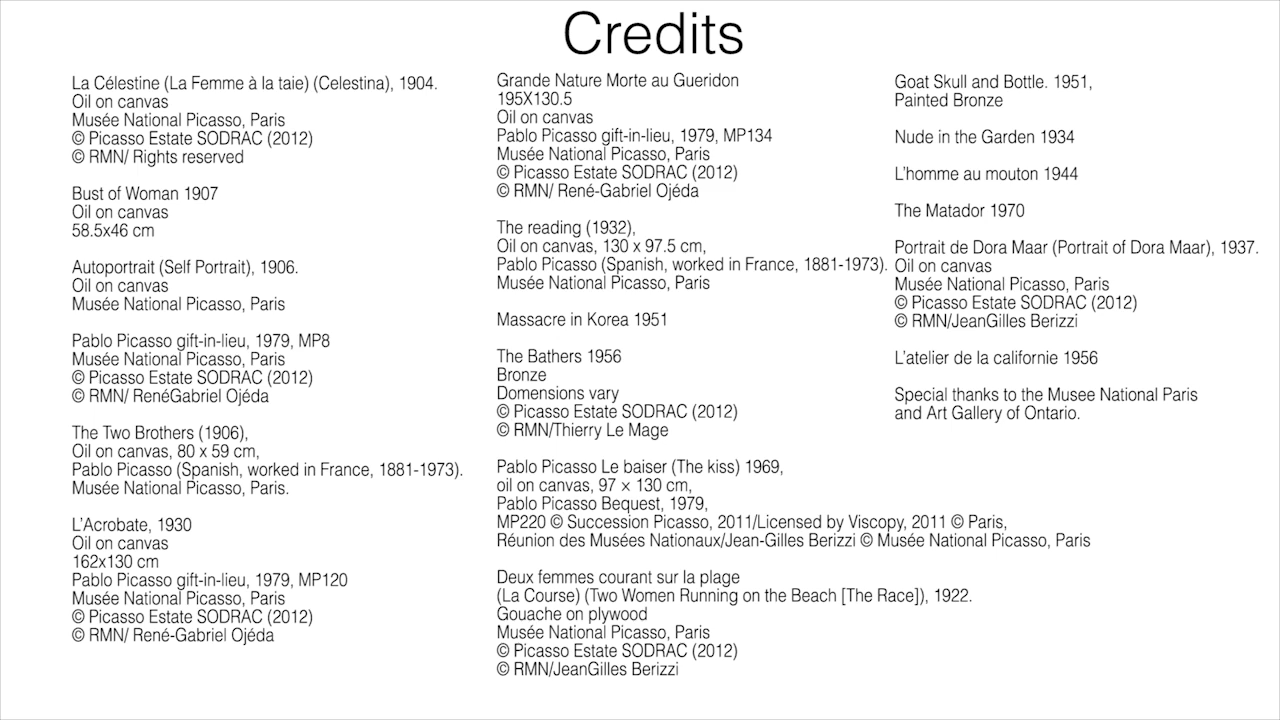 Credits
La Célestine (La Femme à la taie) (Celestina), 1904.
Oil on canvas
Musée National Picasso, Paris
© Picasso Estate SODRAC (2012)
© RMN/ Rights reserved
Bust of Woman 1907
Oil on canvas
58.5x46 cm
Autoportrait (Self Portrait), 1906.
Oil on canvas
Musée National Picasso, Paris
Pablo Picasso gift-in-lieu, 1979, MP8
Musée National Picasso, Paris
© Picasso Estate SODRAC (2012)
© RMN/ RenéGabriel Ojéda
The Two Brothers (1906),
Oil on canvas, 80 x 59 cm,
Pablo Picasso (Spanish, worked in France, 1881-1973).
Musée National Picasso, Paris.
L'Acrobate, 1930
Oil on canvas
162x130 cm
Pablo Picasso gift-in-lieu, 1979, MP120
Musée National Picasso, Paris
© Picasso Estate SODRAC (2012)
© RMN/ René-Gabriel Ojéda
Grande Nature Morte au Gueridon
195X130.5
Oil on canvas
Pablo Picasso gift-in-lieu, 1979, MP134
Musée National Picasso, Paris
© Picasso Estate SODRAC (2012)
© RMN/ René-Gabriel Ojéda
The reading (1932),
Oil on canvas, 130 x 97.5 cm,
Pablo Picasso (Spanish, worked in France, 1881-1973).
Musée National Picasso, Paris
Massacre in Korea 1951
The Bathers 1956
Bronze
Domensions vary
© Picasso Estate SODRAC (2012)
© RMN/Thierry Le Mage
Pablo Picasso Le baiser (The kiss) 1969,
oil on canvas, 97 × 130 cm,
Pablo Picasso Bequest, 1979,
MP220 © Succession Picasso, 2011/Licensed by Viscopy, 2011 © Paris,
Réunion des Musées Nationaux/Jean-Gilles Berizzi © Musée National Picasso, Paris
Deux femmes courant sur la plage
(La Course) (Two Women Running on the Beach [The Race]), 1922.
Gouache on plywood
Musée National Picasso, Paris
© Picasso Estate SODRAC (2012)
© RMN/JeanGilles Berizzi
Goat Skull and Bottle. 1951,
Painted Bronze
Nude in the Garden 1934
L'homme au mouton 1944
The Matador 1970
Portrait de Dora Maar (Portrait of Dora Maar), 1937.
Oil on canvas
Musée National Picasso, Paris
© Picasso Estate SODRAC (2012)
© RMN/JeanGilles Berizzi
L'atelier de la californie 1956
Special thanks to the Musee National Paris
and Art Gallery of Ontario.